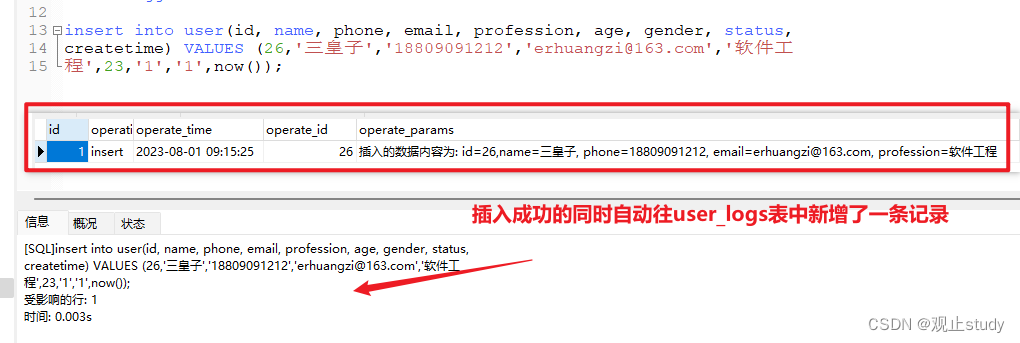 12
13 insert into user(id, name, phone, email, profession, age, gender, status,
14 createtime) VALUES (26,'三皇子','18809091212','erhuangzi@163.com','软件工
15 程',23,'1','1',now());
id operati operate_time operate_id operate_params
1 insert 2023-08-01 09:15:25 26 插入的数据内容为: id=26,name=三皇子, phone=18809091212, email=erhuangzi@163.com, profession=软件工程
信息 概况 状态
插入成功的同时自动往user_logs表中新增了一条记录
[SQL]insert into user(id, name, phone, email, profession, age, gender, status,
createtime) VALUES (26,'三皇子','18809091212','erhuangzi@163.com','软件工
程',23,'1','1',now());
受影响的行: 1
时间: 0.003s
CSDN @观止study